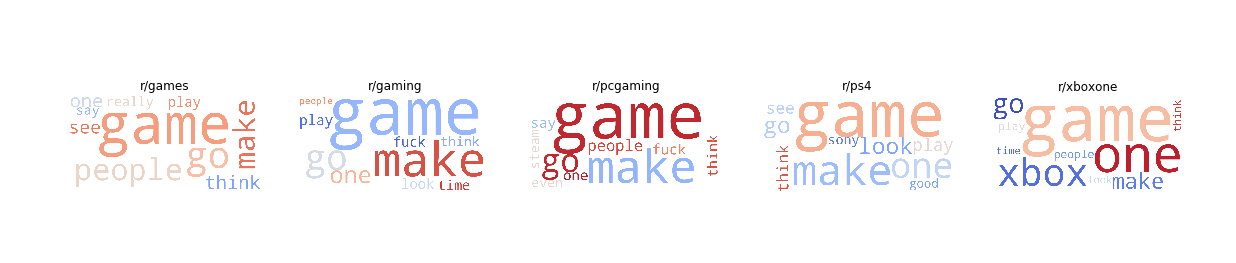 r/games
one
really
play
say
see
game
make
people
go
think
r/gaming
people
play
game
fuck
think
go
make
one
look
time
r/pcgaming
say
game
steam
people
fuck
think
go
one
make
even
r/ps4
see
game
go
sony
look
play
think
make
one
good
r/xboxone
go
game
think
play
time
people
one
xbox
look
make